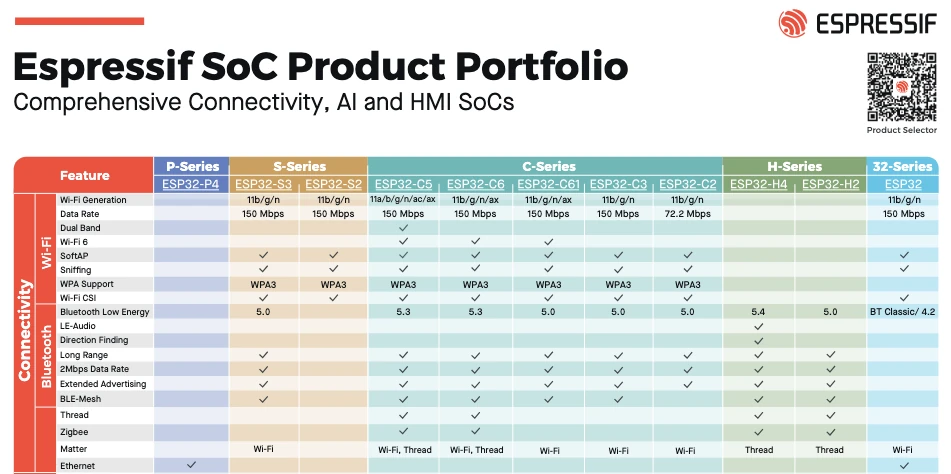 ESPRESSIF
Espressif SoC Product Portfolio
Comprehensive Connectivity, AI and HMI SoCs
Product Selector
Feature P-Series S-Series C-Series H-Series 32-Series
ESP32-P4 ESP32-S3 ESP32-S2 ESP32-C5 ESP32-C6 ESP32-C61 ESP32-C3 ESP32-C2 ESP32-H4 ESP32-H2 ESP32
Connectivity
Wi-Fi
Wi-Fi Generation 11b/g/n 11b/g/n 11a/b/g/n/ac/ax 11b/g/n/ax 11b/g/n/ax 11b/g/n 11b/g/n 11b/g/n
Data Rate 150 Mbps 150 Mbps 150 Mbps 150 Mbps 150 Mbps 150 Mbps 72.2 Mbps 150 Mbps
Dual Band ✓
Wi-Fi 6 ✓ ✓ ✓
SoftAP ✓ ✓ ✓ ✓ ✓ ✓ ✓ ✓
Sniffing ✓ ✓ ✓ ✓ ✓ ✓ ✓ ✓
WPA Support WPA3 WPA3 WPA3 WPA3 WPA3 WPA3 WPA3
Wi-Fi CSI ✓ ✓ ✓ ✓ ✓ ✓ ✓ ✓
Bluetooth
Bluetooth Low Energy 5.0 5.3 5.3 5.0 5.0 5.0 5.4 5.0 BT Classic/ 4.2
LE-Audio ✓
Direction Finding ✓
Long Range ✓ ✓ ✓ ✓ ✓ ✓ ✓ ✓
2Mbps Data Rate ✓ ✓ ✓ ✓ ✓ ✓ ✓ ✓
Extended Advertising ✓ ✓ ✓ ✓ ✓ ✓ ✓ ✓
BLE-Mesh ✓ ✓ ✓ ✓ ✓ ✓ ✓
Thread ✓ ✓ ✓ ✓
Zigbee ✓ ✓ ✓ ✓
Matter Wi-Fi Wi-Fi, Thread Wi-Fi, Thread Wi-Fi Wi-Fi Wi-Fi Thread Thread Wi-Fi
Ethernet ✓ ✓